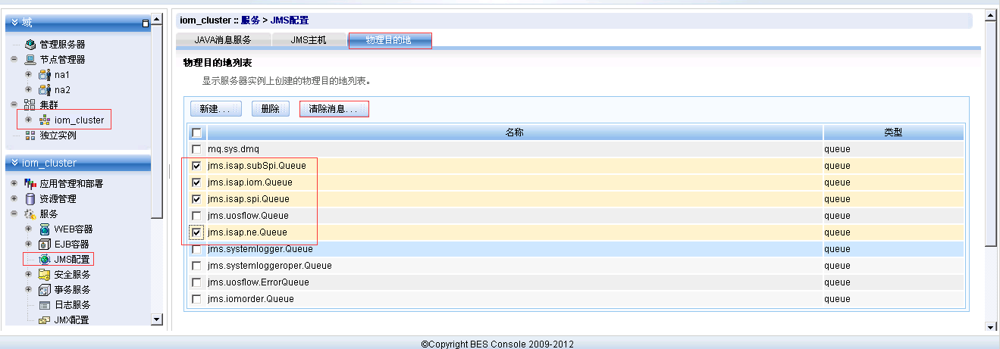 域
管理服务器
节点管理器
na1
na2
集群
iom_cluster
独立实例
iom_cluster
应用管理和部署
资源管理
服务
WEB容器
EJB容器
JMS配置
安全服务
事务服务
日志服务
JMX配置
iom_cluster :: 服务 > JMS配置
JAVA消息服务 JMS主机 物理目的地
物理目的地列表
显示服务器实例上创建的物理目的地列表。
新建... 删除 清除消息...
名称 类型
mq.sys.dmq queue
jms.isap.subSpi.Queue queue
jms.isap.iom.Queue queue
jms.isap.spi.Queue queue
jms.uosflow.Queue queue
jms.isap.ne.Queue queue
jms.systemlogger.Queue queue
jms.systemloggeroper.Queue queue
jms.uosflow.ErrorQueue queue
jms.iomorder.Queue queue
©Copyright BES Console 2009-2012